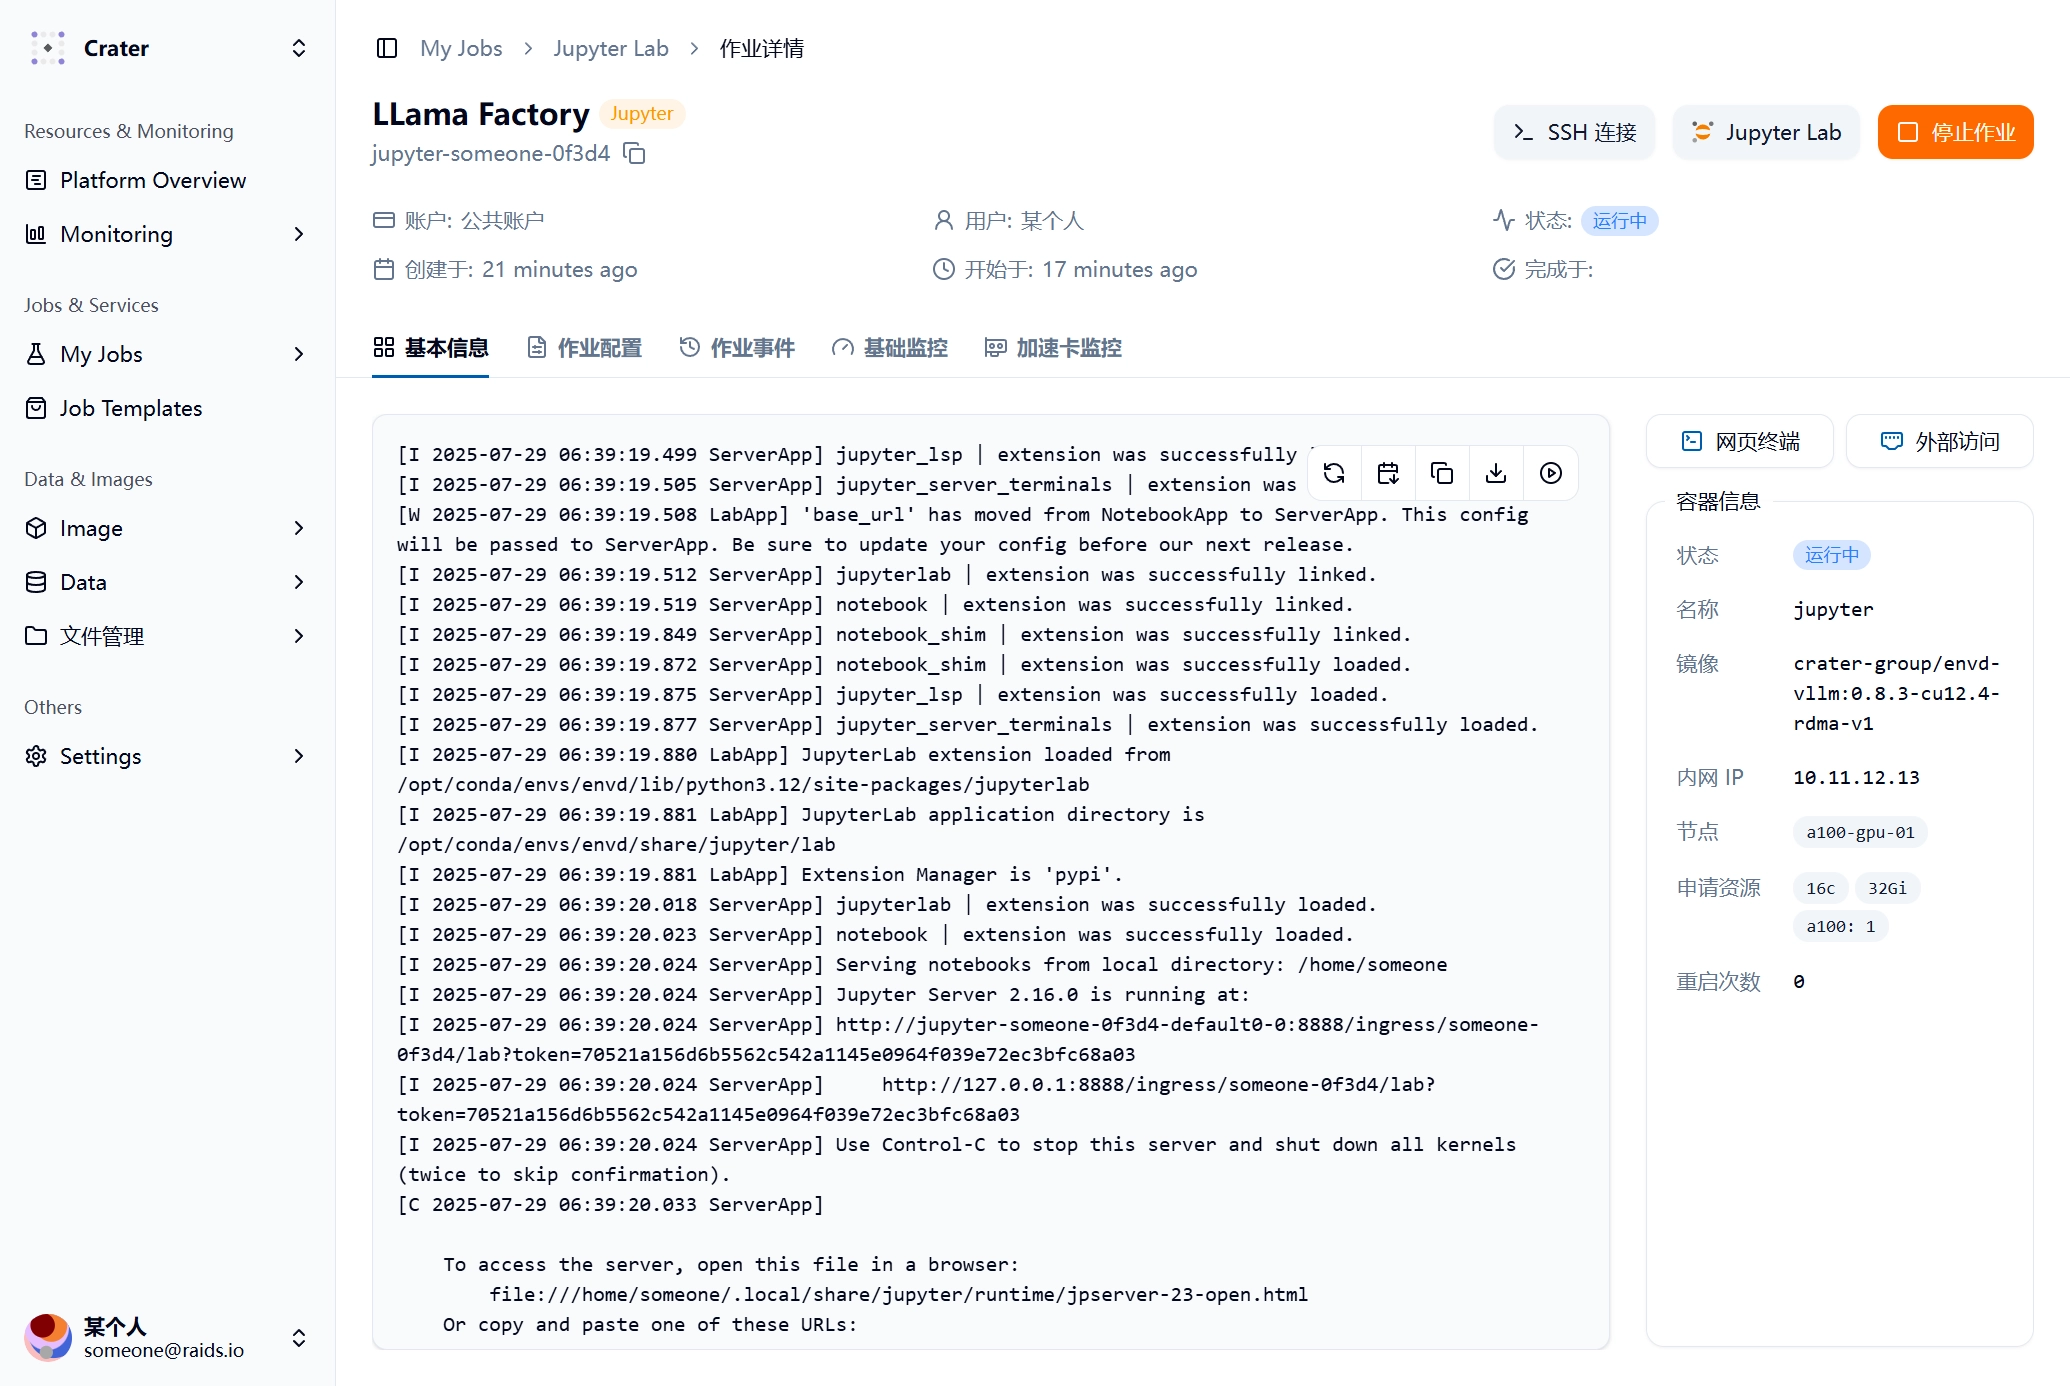 Crater
Resources & Monitoring
Platform Overview
Monitoring
Jobs & Services
My Jobs
Job Templates
Data & Images
Image
Data
文件管理
Others
Settings
某个人
someone@raids.io
My Jobs > Jupyter Lab > 作业详情
LLama Factory Jupyter
jupyter-someone-0f3d4
SSH 连接
Jupyter Lab
停止作业
账户: 公共账户
用户: 某个人
状态: 运行中
创建于: 21 minutes ago
开始于: 17 minutes ago
完成于:
基本信息
作业配置
作业事件
基础监控
加速卡监控
[I 2025-07-29 06:39:19.499 ServerApp] jupyter_lsp | extension was successfully
[I 2025-07-29 06:39:19.505 ServerApp] jupyter_server_terminals | extension was
[W 2025-07-29 06:39:19.508 LabApp] 'base_url' has moved from NotebookApp to ServerApp. This config
will be passed to ServerApp. Be sure to update your config before our next release.
[I 2025-07-29 06:39:19.512 ServerApp] jupyterlab | extension was successfully linked.
[I 2025-07-29 06:39:19.519 ServerApp] notebook | extension was successfully linked.
[I 2025-07-29 06:39:19.849 ServerApp] notebook_shim | extension was successfully linked.
[I 2025-07-29 06:39:19.872 ServerApp] notebook_shim | extension was successfully loaded.
[I 2025-07-29 06:39:19.875 ServerApp] jupyter_lsp | extension was successfully loaded.
[I 2025-07-29 06:39:19.877 ServerApp] jupyter_server_terminals | extension was successfully loaded.
[I 2025-07-29 06:39:19.880 LabApp] JupyterLab extension loaded from
/opt/conda/envs/envd/lib/python3.12/site-packages/jupyterlab
[I 2025-07-29 06:39:19.881 LabApp] JupyterLab application directory is
/opt/conda/envs/envd/share/jupyter/lab
[I 2025-07-29 06:39:19.881 LabApp] Extension Manager is 'pypi'.
[I 2025-07-29 06:39:20.018 ServerApp] jupyterlab | extension was successfully loaded.
[I 2025-07-29 06:39:20.023 ServerApp] notebook | extension was successfully loaded.
[I 2025-07-29 06:39:20.024 ServerApp] Serving notebooks from local directory: /home/someone
[I 2025-07-29 06:39:20.024 ServerApp] Jupyter Server 2.16.0 is running at:
[I 2025-07-29 06:39:20.024 ServerApp] http://jupyter-someone-0f3d4-default0-0:8888/ingress/someone-
0f3d4/lab?token=70521a156d6b5562c542a1145e0964f039e72ec3bfc68a03
[I 2025-07-29 06:39:20.024 ServerApp]     http://127.0.0.1:8888/ingress/someone-0f3d4/lab?
token=70521a156d6b5562c542a1145e0964f039e72ec3bfc68a03
[I 2025-07-29 06:39:20.024 ServerApp] Use Control-C to stop this server and shut down all kernels
(twice to skip confirmation).
[C 2025-07-29 06:39:20.033 ServerApp]
To access the server, open this file in a browser:
file:///home/someone/.local/share/jupyter/runtime/jpserver-23-open.html
Or copy and paste one of these URLs:
网页终端
外部访问
容器信息
状态 运行中
名称 jupyter
镜像 crater-group/envd-
vllm:0.8.3-cu12.4-
rdma-v1
内网 IP 10.11.12.13
节点 a100-gpu-01
申请资源 16c 32Gi
a100: 1
重启次数 0